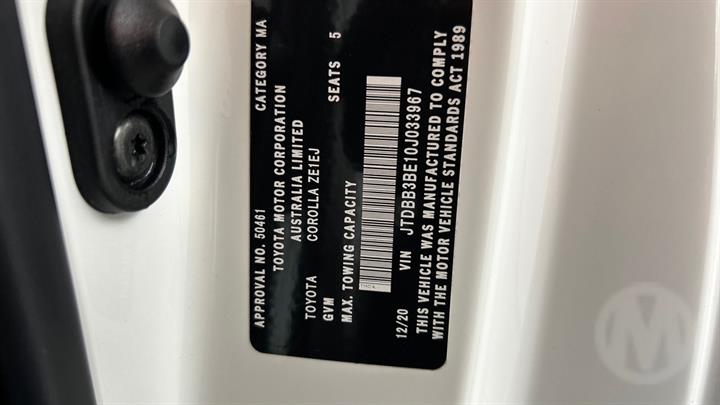 APPROVAL NO. 50461 CATEGORY MA
TOYOTA MOTOR CORPORATION
AUSTRALIA LIMITED
TOYOTA COROLLA ZE1EJ
GVM SEATS 5
MAX. TOWING CAPACITY
12/20 VIN JTDBB3BE10J033967
THIS VEHICLE WAS MANUFACTURED TO COMPLY
WITH THE MOTOR VEHICLE STANDARDS ACT 1989
M